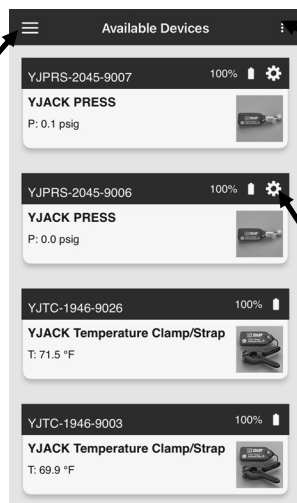 Available Devices
YJPRS-2045-9007 100%
YJACK PRESS
P: 0.1 psig
YJPRS-2045-9006 100%
YJACK PRESS
P: 0.0 psig
YJTC-1946-9026 100%
YJACK Temperature Clamp/Strap
T: 71.5 °F
YJTC-1946-9003 100%
YJACK Temperature Clamp/Strap
T: 69.9 °F